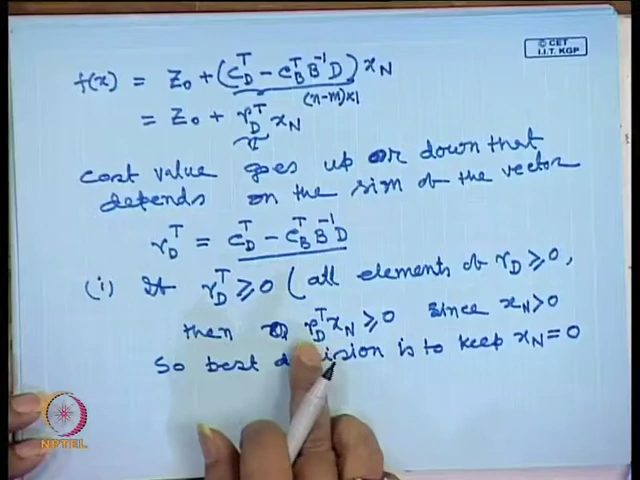 © CET
I.I.T. KGP
f(x) = Z₀ + (C_D^T − C_B^T B⁻¹ D) x_N
(n-m)×1
= Z₀ + r_D^T x_N
cost value goes up or down that
depends on the sign of the vector
r_D^T = C_D^T − C_B^T B⁻¹ D
(i) If r_D^T ≥ 0 (all elements of r_D ≥ 0,
then r_D^T x_N ≥ 0 since x_N > 0
So best decision is to keep x_N = 0
NPTEL